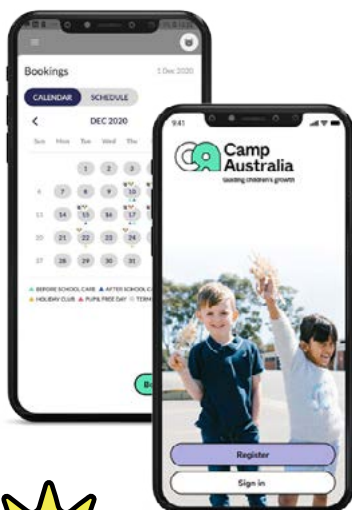 Bookings
1 Dec 2020
CALENDAR SCHEDULE
DEC 2020
Sun Mon Tue Wed Thu
1 2 3
6 7 8 9 10
13 14 15 16 17
20 21 22 23 24
27 28 29 30 31
BEFORE SCHOOL CARE AFTER SCHOOL C
HOLIDAY CLUB PUPIL FREE DAY TERM
Bo
9:41
Camp
Australia
Guiding children's growth
Register
Sign in